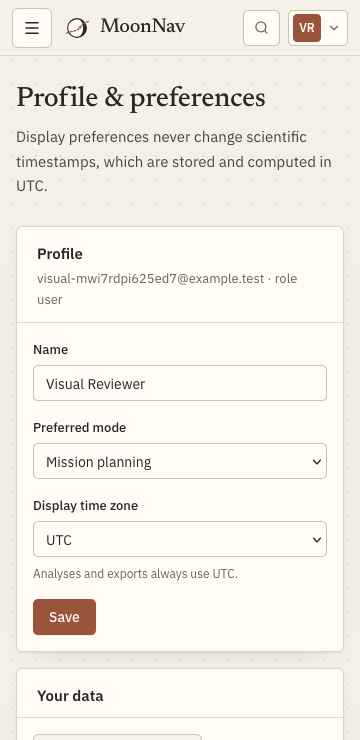 MoonNav
VR
Profile & preferences
Display preferences never change scientific
timestamps, which are stored and computed in
UTC.
Profile
visual-mwi7rdpi625ed7@example.test · role
user
Name
Visual Reviewer
Preferred mode
Mission planning
Display time zone
UTC
Analyses and exports always use UTC.
Save
Your data